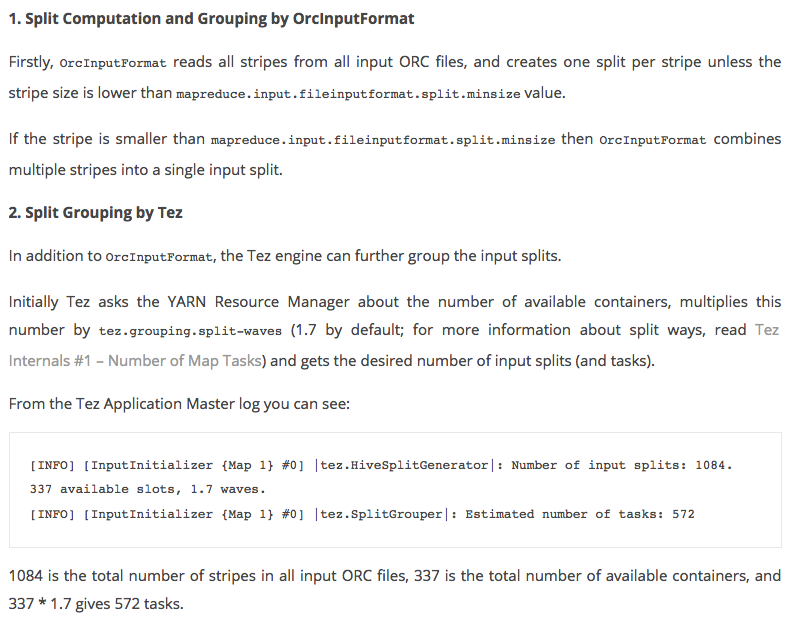 1. Split Computation and Grouping by OrcInputFormat
Firstly, OrcInputFormat reads all stripes from all input ORC files, and creates one split per stripe unless the
stripe size is lower than mapreduce.input.fileinputformat.split.minsize value.
If the stripe is smaller than mapreduce.input.fileinputformat.split.minsize then OrcInputFormat combines
multiple stripes into a single input split.
2. Split Grouping by Tez
In addition to OrcInputFormat, the Tez engine can further group the input splits.
Initially Tez asks the YARN Resource Manager about the number of available containers, multiplies this
number by tez.grouping.split-waves (1.7 by default; for more information about split ways, read Tez
Internals #1 – Number of Map Tasks) and gets the desired number of input splits (and tasks).
From the Tez Application Master log you can see:
[INFO] [InputInitializer {Map 1} #0] |tez.HiveSplitGenerator|: Number of input splits: 1084.
337 available slots, 1.7 waves.
[INFO] [InputInitializer {Map 1} #0] |tez.SplitGrouper|: Estimated number of tasks: 572
1084 is the total number of stripes in all input ORC files, 337 is the total number of available containers, and
337 * 1.7 gives 572 tasks.